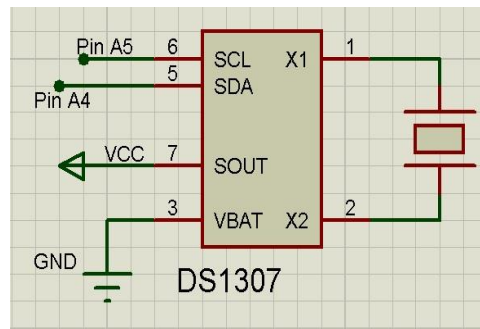 Pin A5 6 SCL X1 1
Pin A4 5 SDA
VCC 7 SOUT
3 VBAT X2 2
GND
DS1307